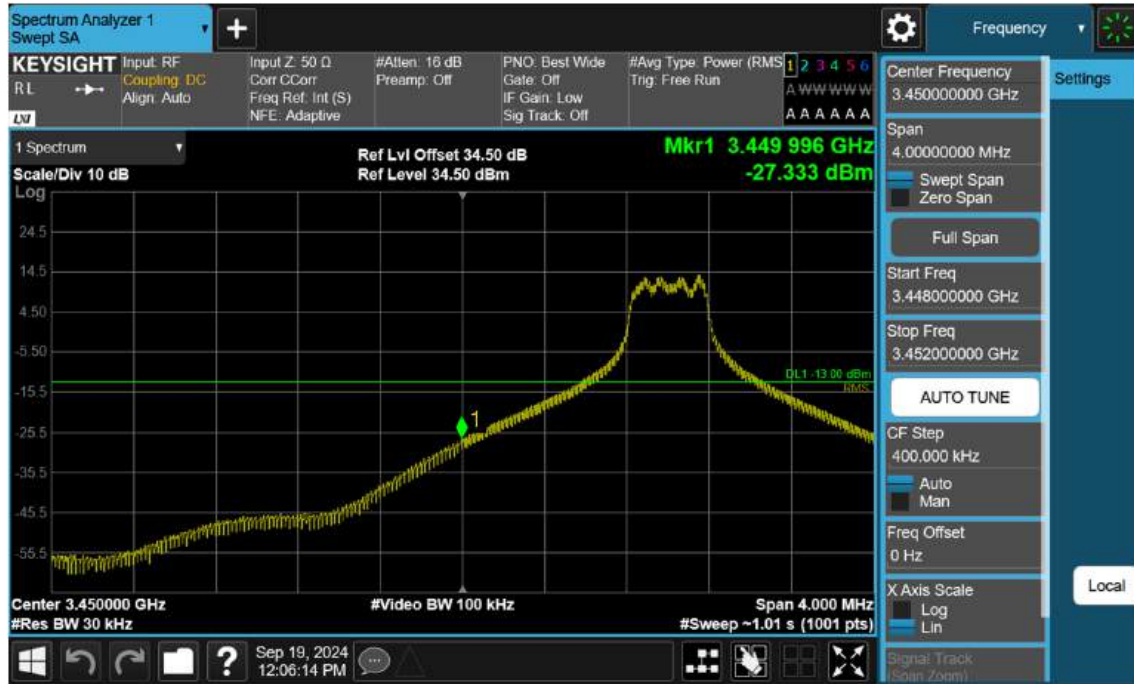 Spectrum Analyzer 1
Swept SA
+
Frequency
KEYSIGHT
RL
LXI
Input: RF
Coupling: DC
Align: Auto
Input Z: 50 Ω
Corr CCorr
Freq Ref: Int (S)
NFE: Adaptive
#Atten: 16 dB
Preamp: Off
PNO: Best Wide
Gate: Off
IF Gain: Low
Sig Track: Off
#Avg Type: Power (RMS
Trig: Free Run
1 2 3 4 5 6
A W W W W W
A A A A A A
1 Spectrum
Scale/Div 10 dB
Ref Lvl Offset 34.50 dB
Ref Level 34.50 dBm
Mkr1 3.449 996 GHz
-27.333 dBm
Log
24.5
14.5
4.50
-5.50
-15.5
-25.5
-35.5
-45.5
-55.5
DL1 -13.00 dBm
RMS
1
Center 3.450000 GHz
#Res BW 30 kHz
#Video BW 100 kHz
Span 4.000 MHz
#Sweep ~1.01 s (1001 pts)
Center Frequency
3.450000000 GHz
Span
4.00000000 MHz
Swept Span
Zero Span
Full Span
Start Freq
3.448000000 GHz
Stop Freq
3.452000000 GHz
AUTO TUNE
CF Step
400.000 kHz
Auto
Man
Freq Offset
0 Hz
X Axis Scale
Log
Lin
Signal Track
(Span Zoom)
Settings
Local
?
Sep 19, 2024
12:06:14 PM